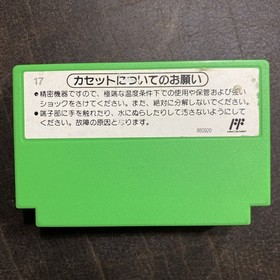 17
カセットについてのお願い
●精密機器ですので、極端な温度条件下での使用や保管および強い
ショックをさけてください。また、絶対に分解しないでください。
●端子部に手を触れたり、水にぬらしたりして汚さないようにして
ください。故障の原因となります。
860920